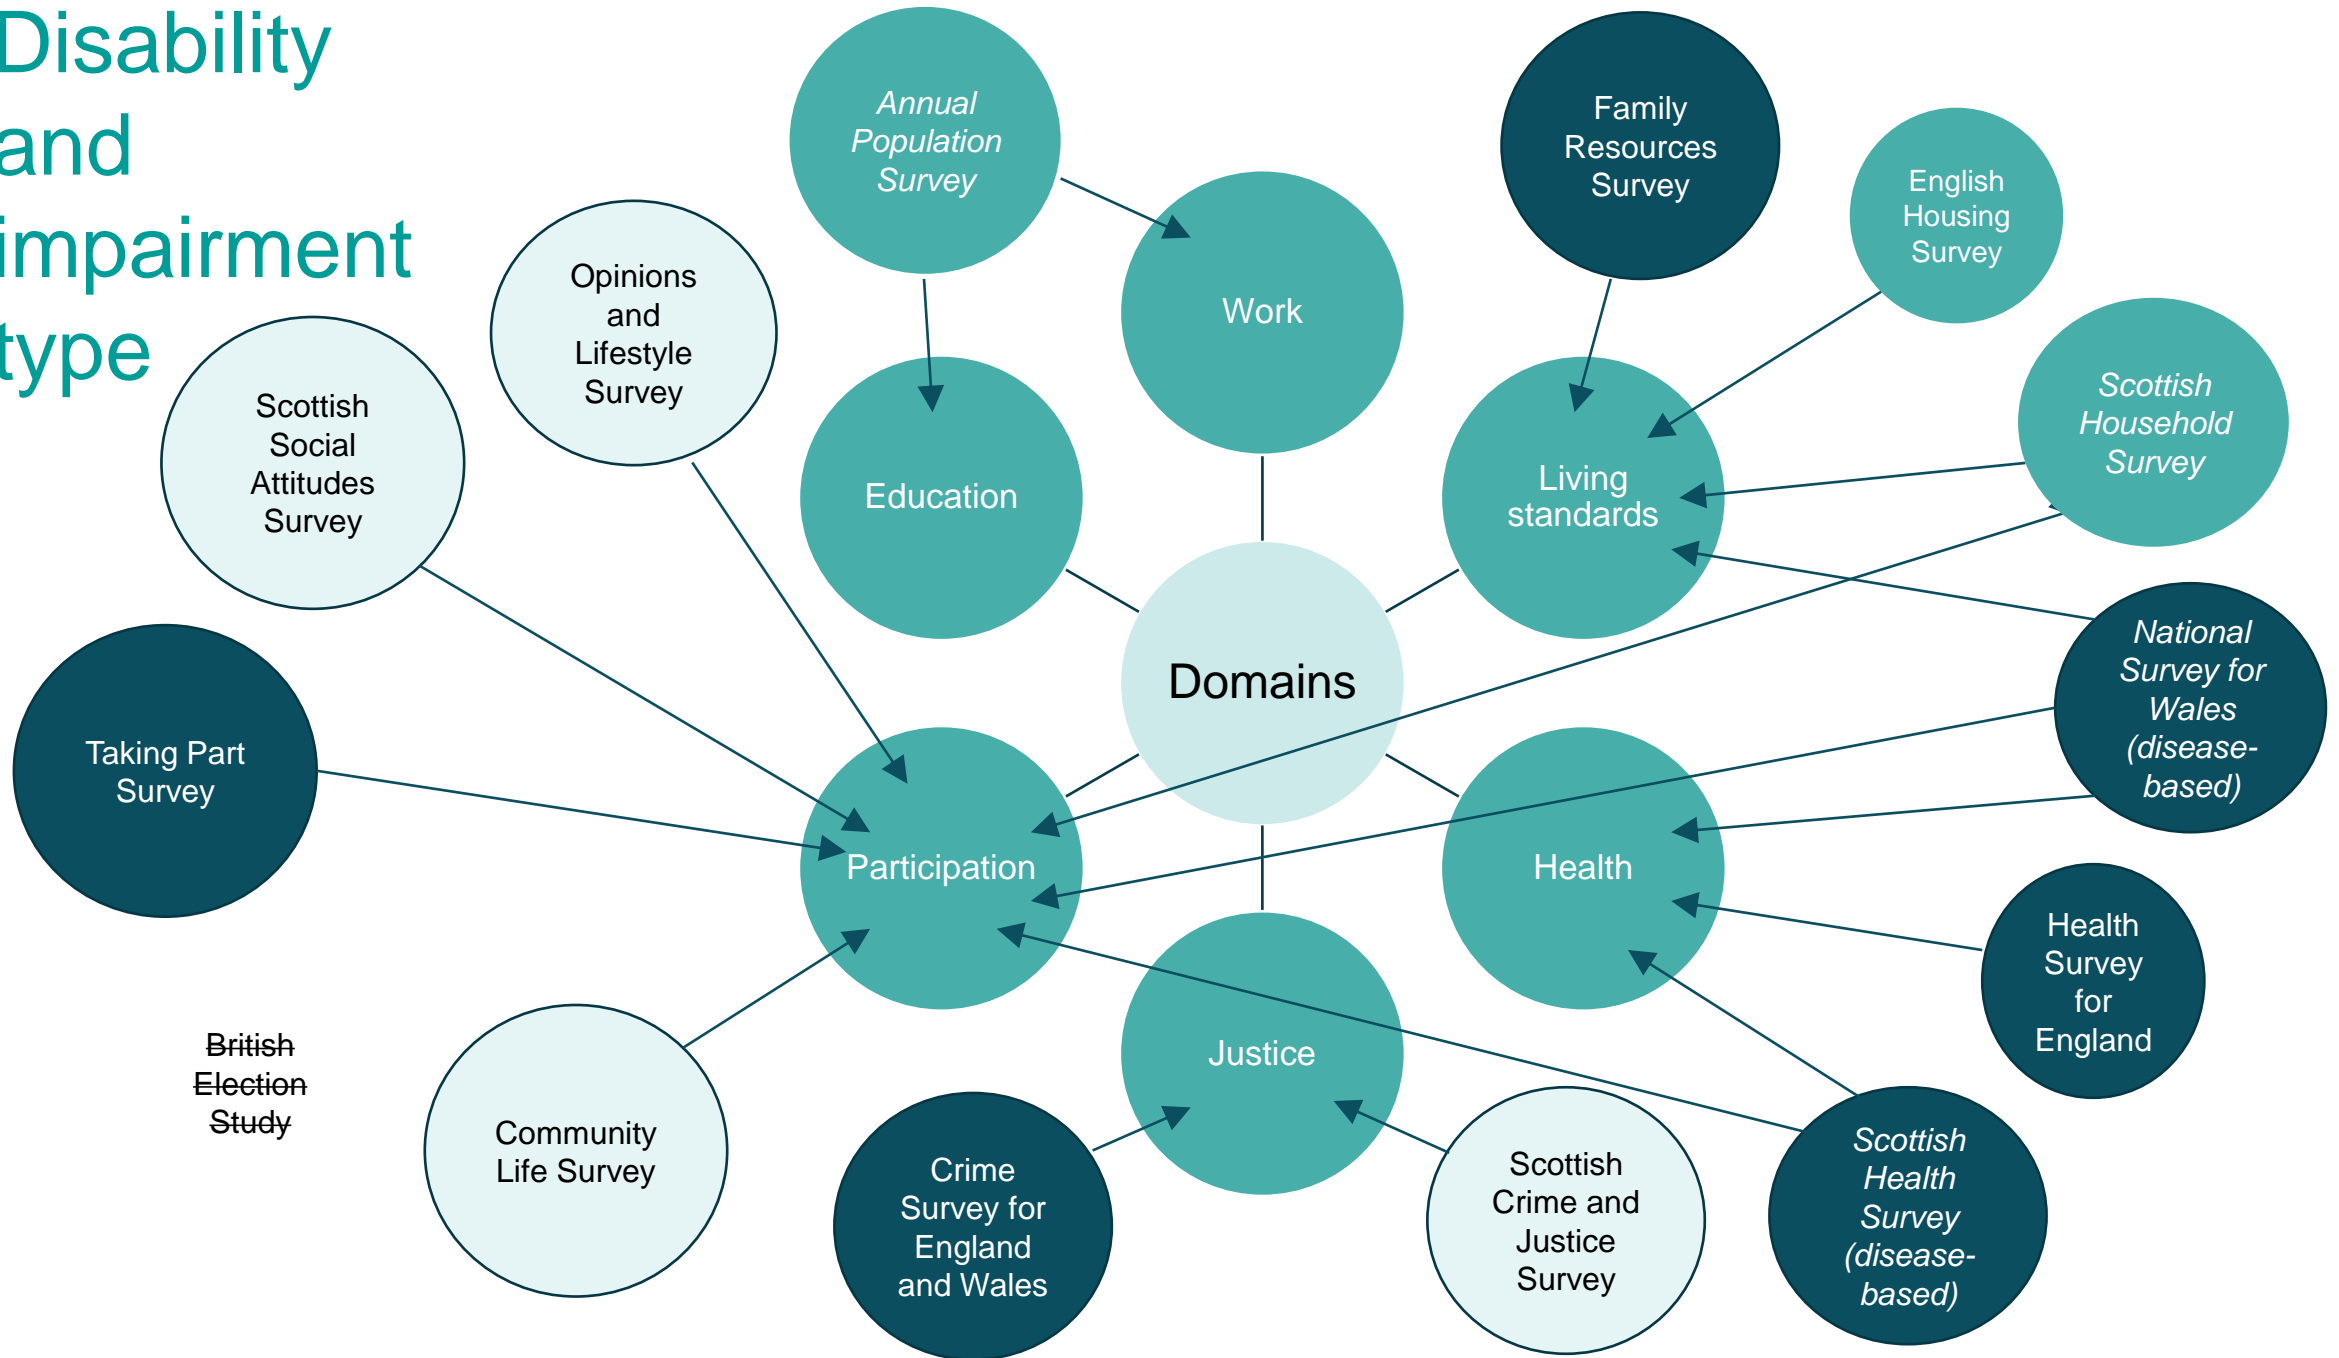 Disability
and
impairment
type
Annual
Population
Survey
Family
Resources
Survey
English
Housing
Survey
Work
Opinions
and
Lifestyle
Survey
Scottish
Social
Attitudes
Survey
Education
Living
standards
Scottish
Household
Survey
Domains
National
Survey for
Wales
(disease-
based)
Taking Part
Survey
Participation
Health
Health
Survey
for
England
British
Election
Study
Justice
Community
Life Survey
Crime
Survey for
England
and Wales
Scottish
Crime and
Justice
Survey
Scottish
Health
Survey
(disease-
based)